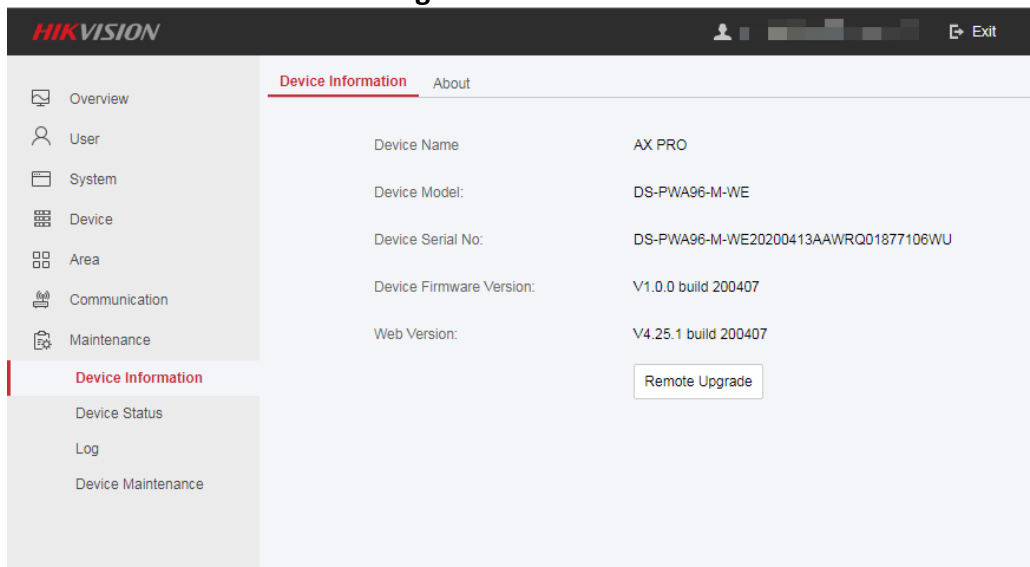 HIKVISION
Exit
Overview
User
System
Device
Area
Communication
Maintenance
Device Information
Device Status
Log
Device Maintenance
Device Information About
Device Name AX PRO
Device Model: DS-PWA96-M-WE
Device Serial No: DS-PWA96-M-WE20200413AAWRQ01877106WU
Device Firmware Version: V1.0.0 build 200407
Web Version: V4.25.1 build 200407
Remote Upgrade